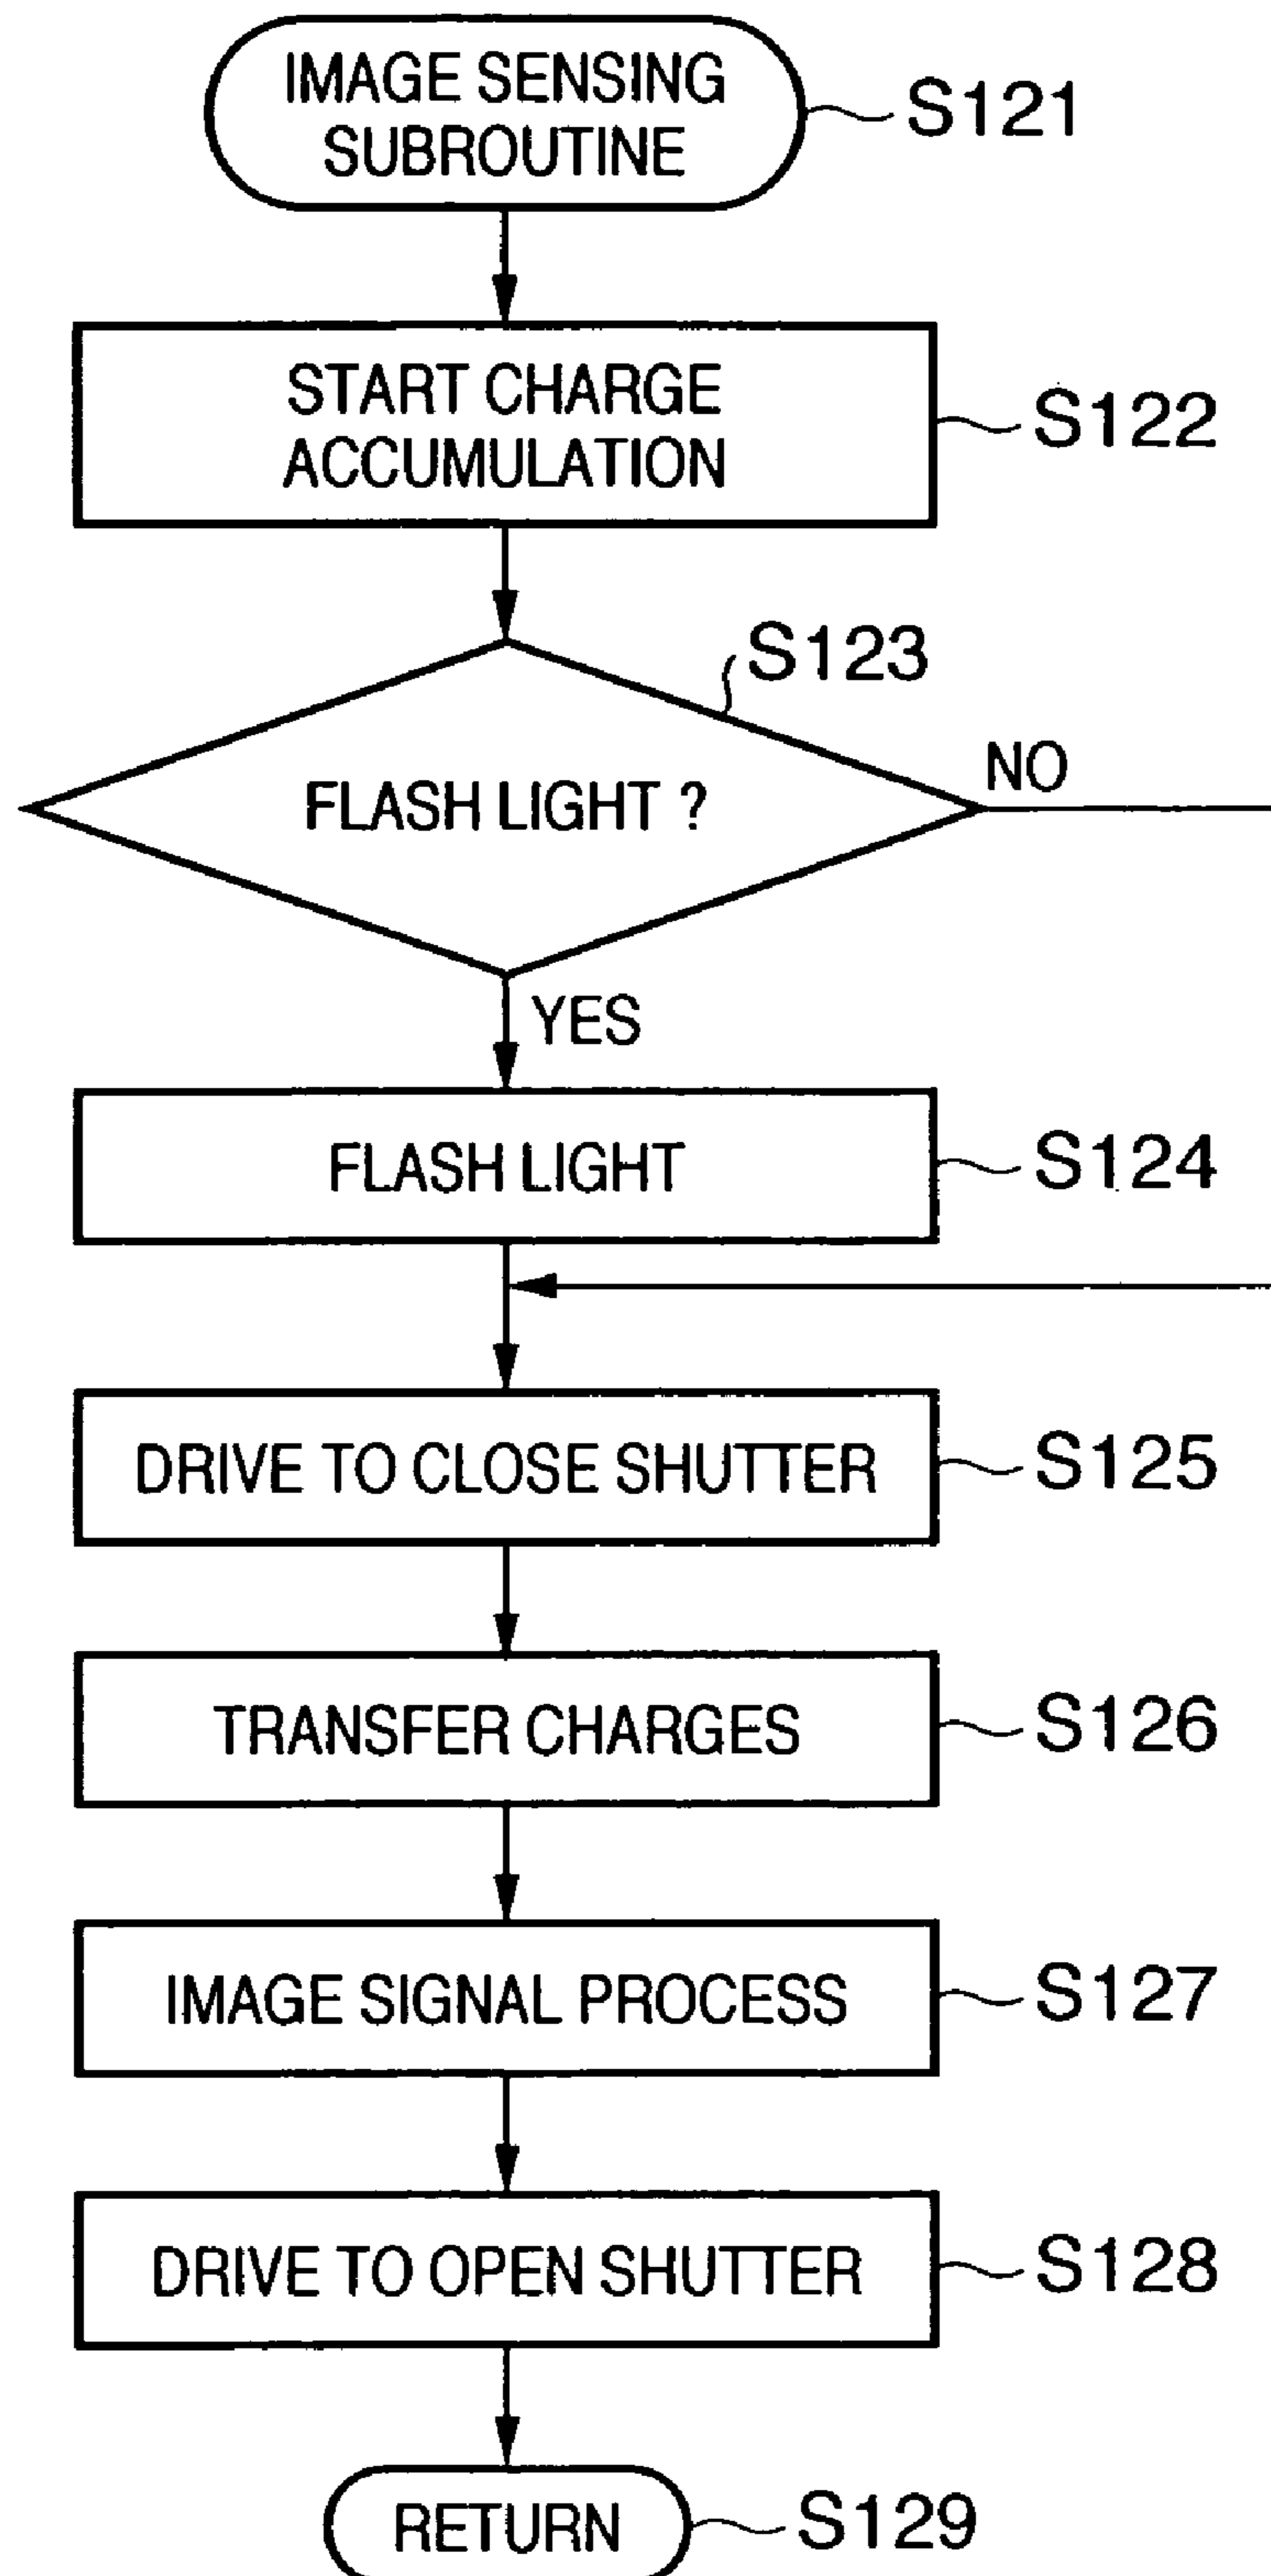 IMAGE SENSING
SUBROUTINE
S121
START CHARGE
ACCUMULATION
S122
S123
FLASH LIGHT ?
NO
YES
FLASH LIGHT
S124
DRIVE TO CLOSE SHUTTER
S125
TRANSFER CHARGES
S126
IMAGE SIGNAL PROCESS
S127
DRIVE TO OPEN SHUTTER
S128
RETURN
S129